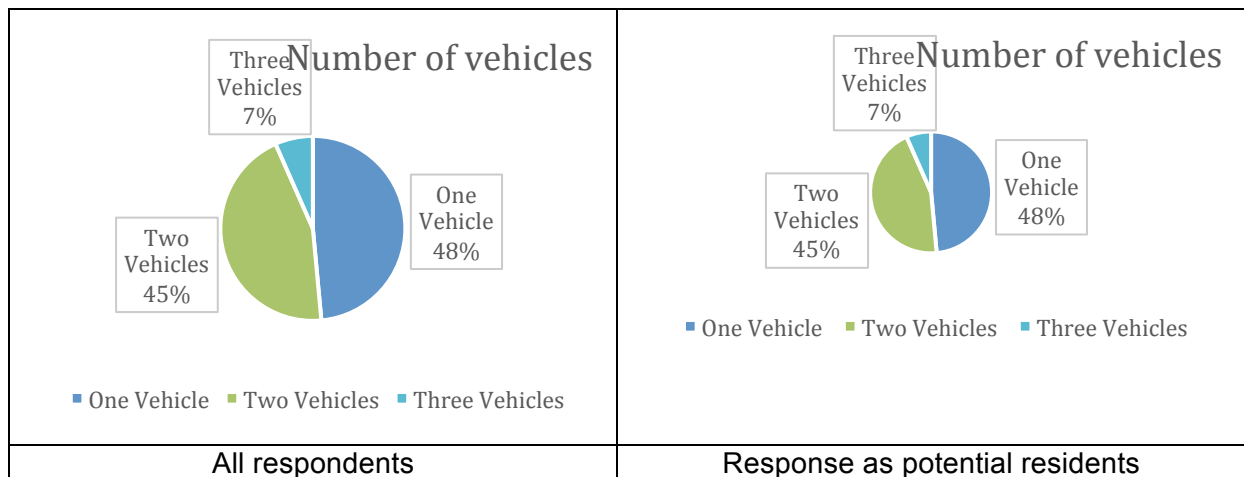 Number of vehicles
Three
Vehicles
7%
One
Vehicle
48%
Two
Vehicles
45%
One Vehicle Two Vehicles Three Vehicles
All respondents
Number of vehicles
Three
Vehicles
7%
One
Vehicle
48%
Two
Vehicles
45%
One Vehicle Two Vehicles Three Vehicles
Response as potential residents